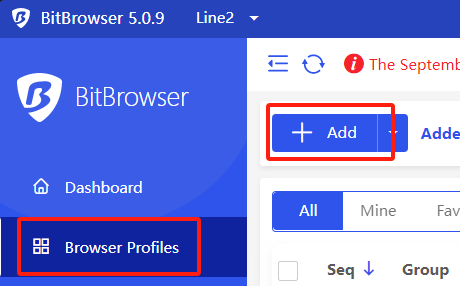 BitBrowser 5.0.9 Line2
BitBrowser
Dashboard
Browser Profiles
The Septemb
Add Adde
All Mine Fav
Seq Group